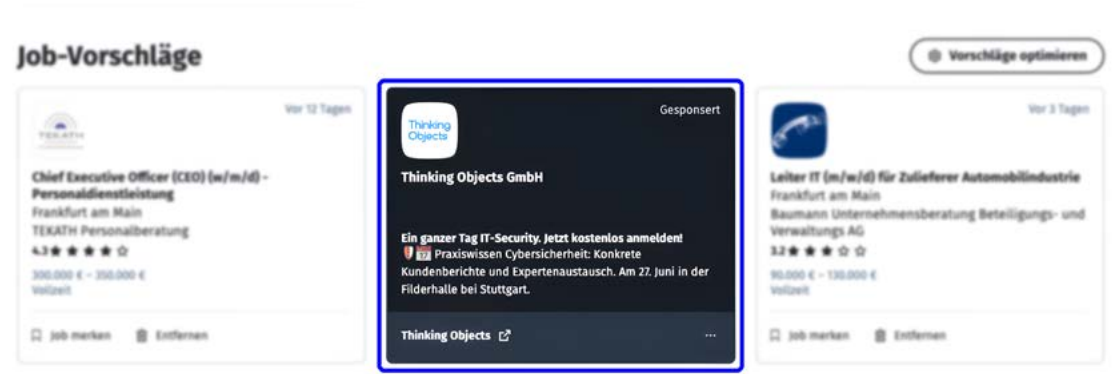 Job-Vorschläge
Vorschläge optimieren
Vor 12 Tagen
TEKATH
Chief Executive Officer (CEO) (w/m/d) -
Personaldienstleistung
Frankfurt am Main
TEKATH Personalberatung
4.3 ★ ★ ★ ★ ☆
300.000 € - 350.000 €
Vollzeit
Job merken
Entfernen
Thinking
Objects
Gesponsert
Thinking Objects GmbH
Ein ganzer Tag IT-Security. Jetzt kostenlos anmelden!
🛡️📅 Praxiswissen Cybersicherheit: Konkrete
Kundenberichte und Expertenaustausch. Am 27. Juni in der
Filderhalle bei Stuttgart.
Thinking Objects
...
Vor 3 Tagen
Leiter IT (m/w/d) für Zulieferer Automobilindustrie
Frankfurt am Main
Baumann Unternehmensberatung Beteiligungs- und
Verwaltungs AG
3.2 ★ ★ ★ ☆ ☆
90.000 € - 130.000 €
Vollzeit
Job merken
Entfernen